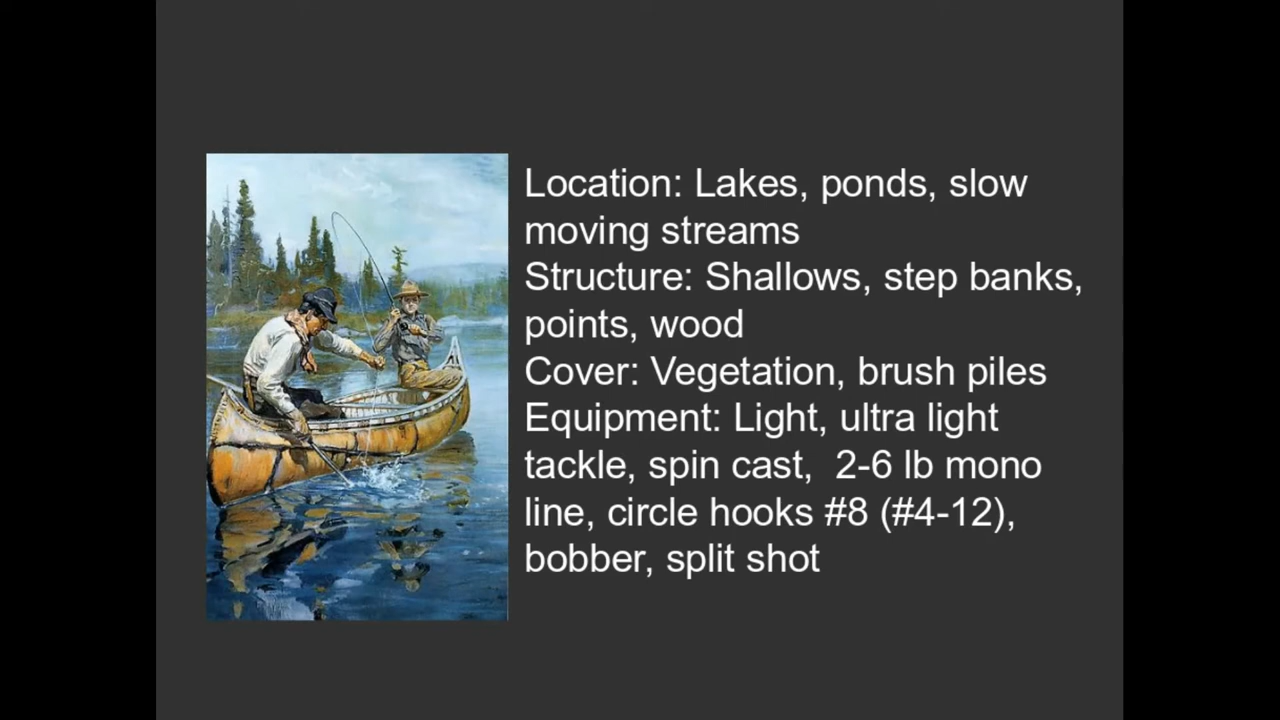 Location: Lakes, ponds, slow
moving streams
Structure: Shallows, step banks,
points, wood
Cover: Vegetation, brush piles
Equipment: Light, ultra light
tackle, spin cast,  2-6 lb mono
line, circle hooks #8 (#4-12),
bobber, split shot